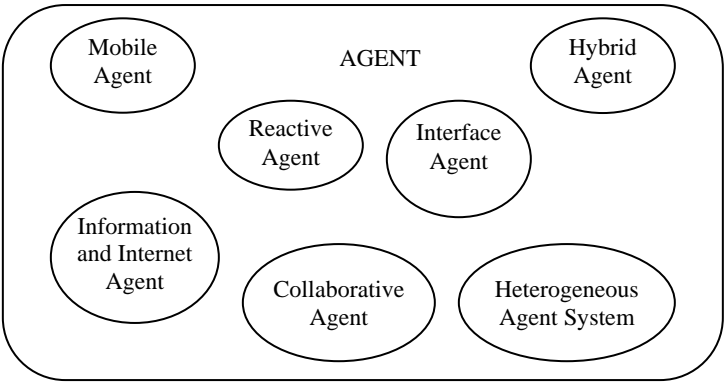 Mobile
Agent
AGENT
Hybrid
Agent
Reactive
Agent
Interface
Agent
Information
and Internet
Agent
Collaborative
Agent
Heterogeneous
Agent System